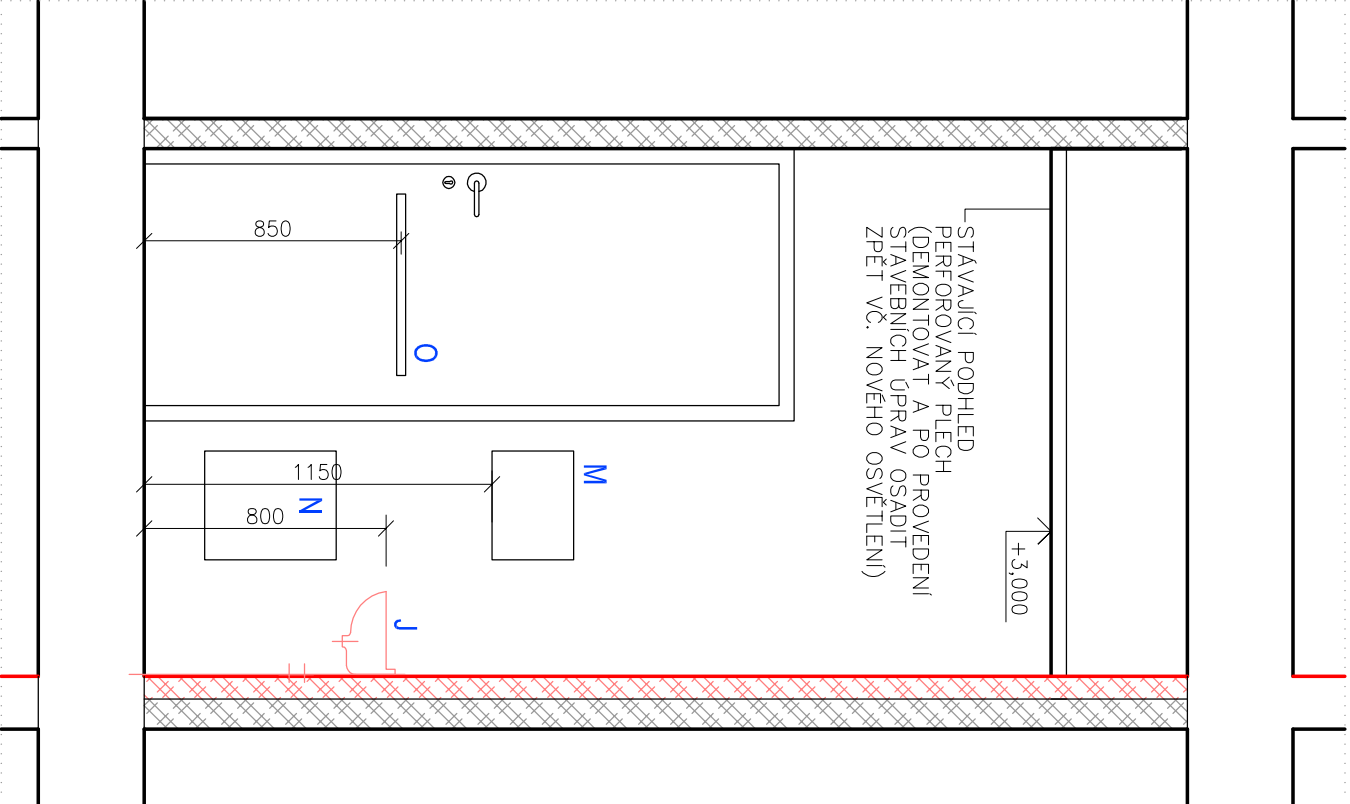 STÁVAJÍCÍ PODHLED
PERFOROVANÝ PLECH
(DEMONTOVAT A PO PROVEDENÍ
STAVEBNÍCH ÚPRAV OSADIT
ZPĚT VČ. NOVÉHO OSVĚTLENÍ)
+3,000
850
O
1150
M
N
800
J